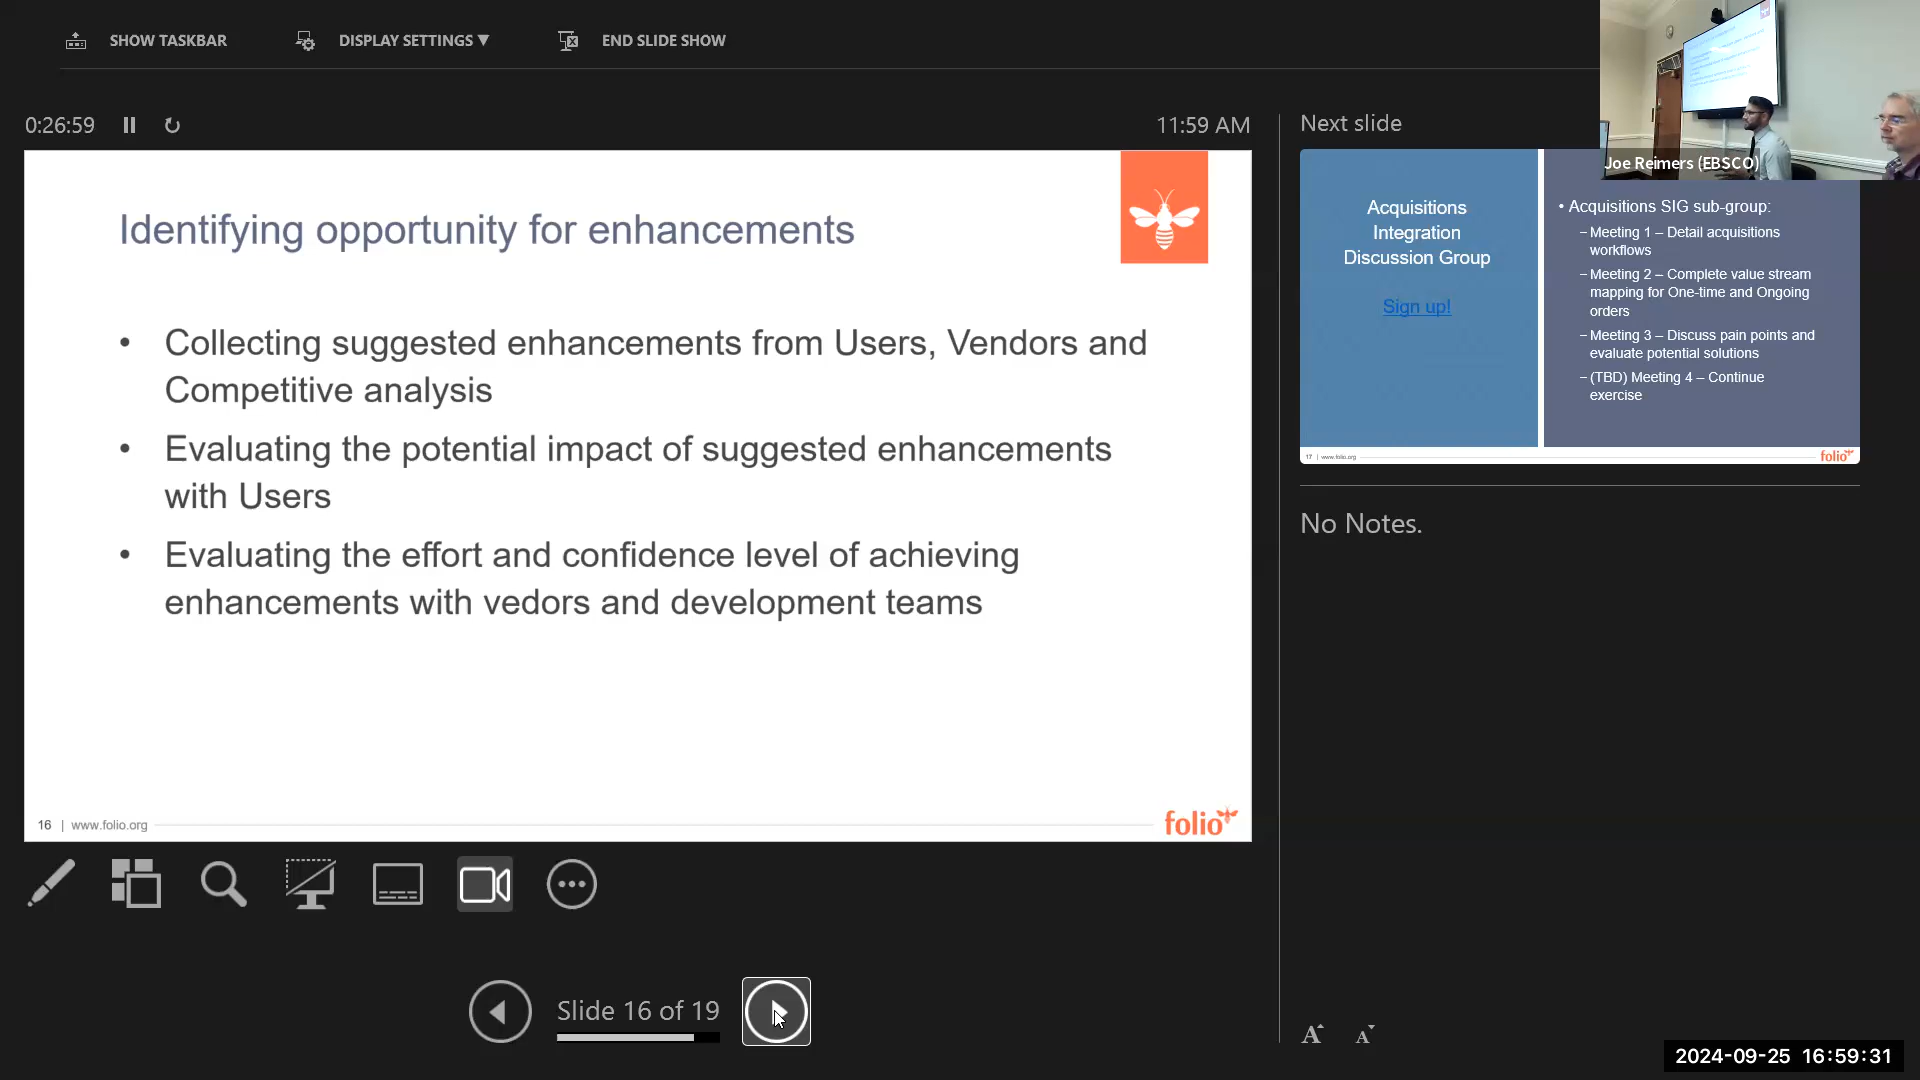 SHOW TASKBAR
DISPLAY SETTINGS ▼
END SLIDE SHOW
0:26:59
11:59 AM
Identifying opportunity for enhancements
• Collecting suggested enhancements from Users, Vendors and
Competitive analysis
• Evaluating the potential impact of suggested enhancements
with Users
• Evaluating the effort and confidence level of achieving
enhancements with vedors and development teams
16 | www.folio.org
folio
Slide 16 of 19
Next slide
Joe Reimers (EBSCO)
Acquisitions
Integration
Discussion Group
Sign up!
• Acquisitions SIG sub-group:
– Meeting 1 – Detail acquisitions
workflows
– Meeting 2 – Complete value stream
mapping for One-time and Ongoing
orders
– Meeting 3 – Discuss pain points and
evaluate potential solutions
– (TBD) Meeting 4 – Continue
exercise
17 | www.folio.org
folio
No Notes.
A A
2024-09-25 16:59:31